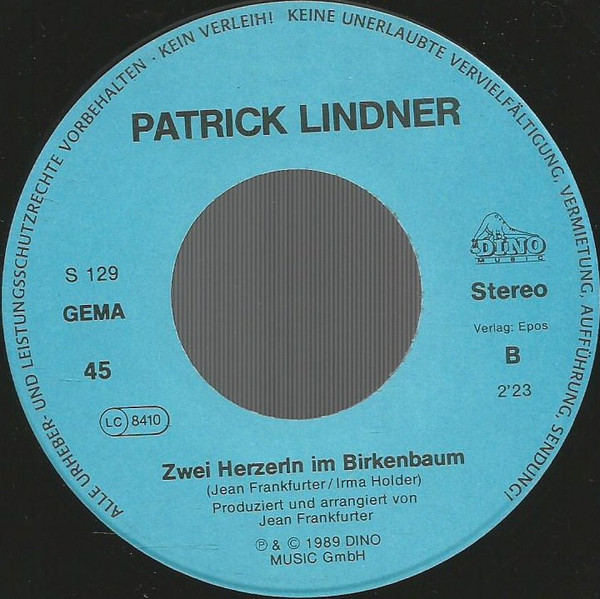 ALLE URHEBER- UND LEISTUNGSSCHUTZRECHTE VORBEHALTEN · KEIN VERLEIH! KEINE UNERLAUBTE VERVIELFÄLTIGUNG, VERMIETUNG, AUFFÜHRUNG, SENDUNG!
PATRICK LINDNER
DINO
MUSIC
S 129
GEMA
45
LC 8410
Stereo
Verlag: Epos
B
2'23
Zwei Herzerln im Birkenbaum
(Jean Frankfurter/Irma Holder)
Produziert und arrangiert von
Jean Frankfurter
℗ & © 1989 DINO
MUSIC GmbH